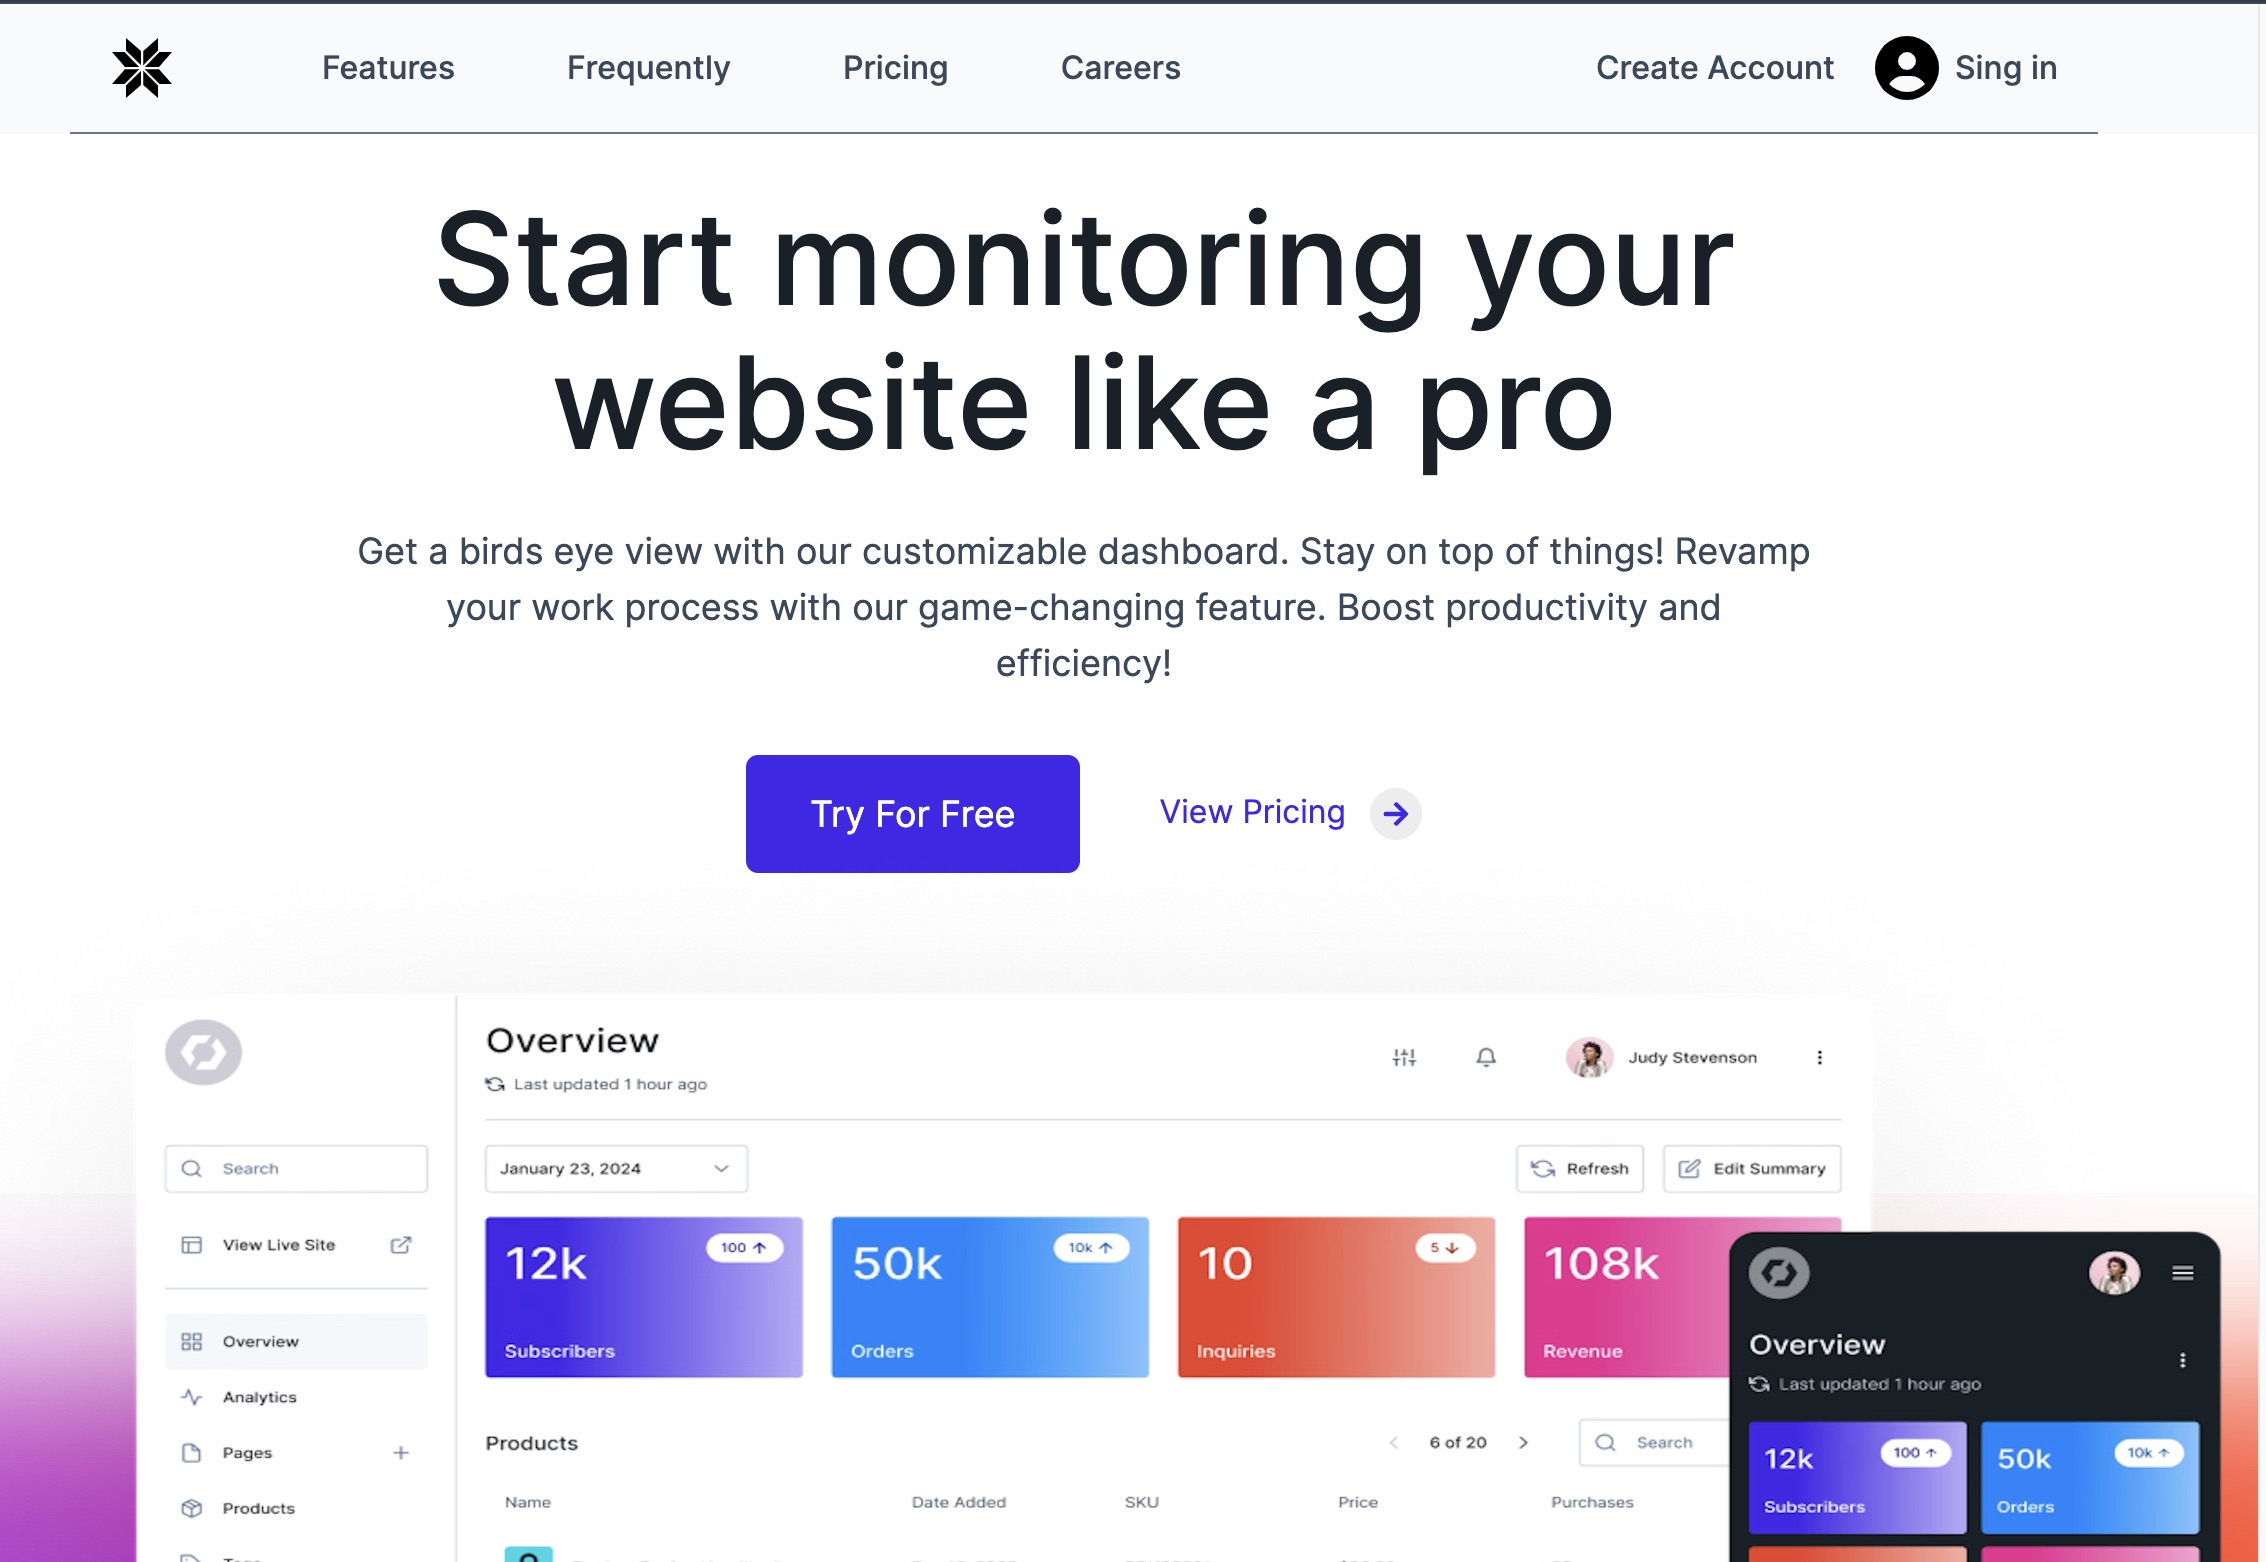 Features Frequently Pricing Careers Create Account Sing in
Start monitoring your
website like a pro
Get a birds eye view with our customizable dashboard. Stay on top of things! Revamp
your work process with our game-changing feature. Boost productivity and
efficiency!
Try For Free View Pricing
Overview
Last updated 1 hour ago
Judy Stevenson
Search
January 23, 2024
Refresh
Edit Summary
View Live Site
12k 100
Subscribers
50k 10k
Orders
10 5
Inquiries
108k
Revenue
Overview
Analytics
Pages
Products
Products
6 of 20
Search
Name Date Added SKU Price Purchases
Overview
Last updated 1 hour ago
12k 100
Subscribers
50k 10k
Orders